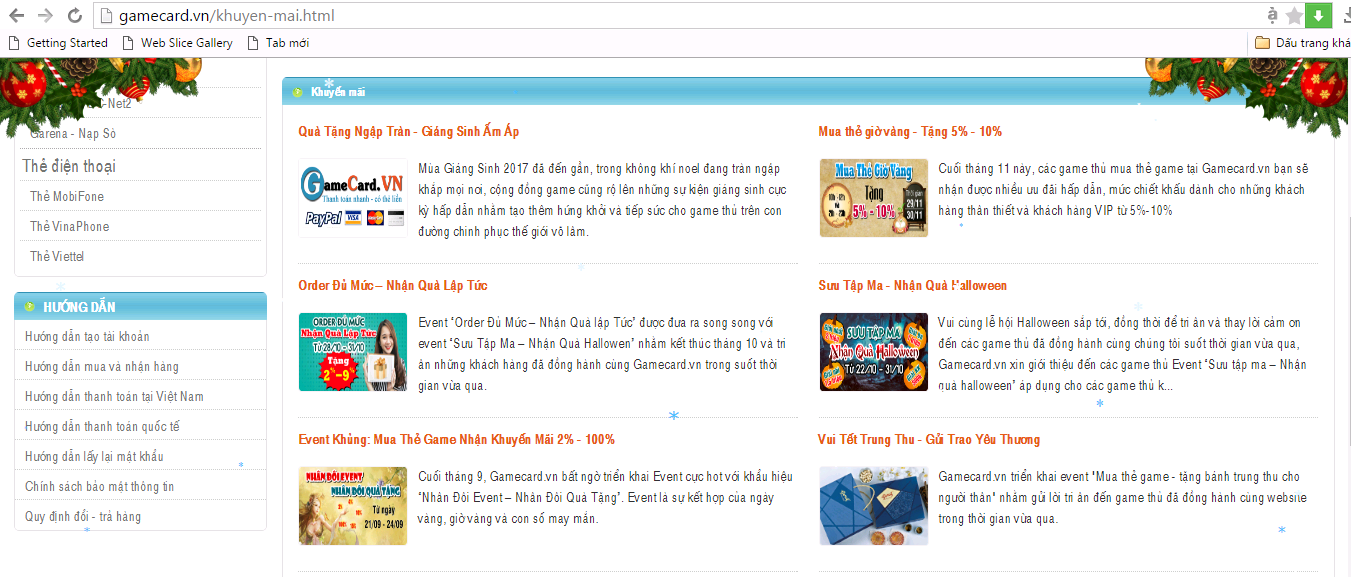 gamecard.vn/khuyen-mai.html
Getting Started
Web Slice Gallery
Tab mới
Dấu trang khá
-Net2
Garena - Nạp Sò
Thẻ điện thoại
Thẻ MobiFone
Thẻ VinaPhone
Thẻ Viettel
HƯỚNG DẪN
Hướng dẫn tạo tài khoản
Hướng dẫn mua và nhận hàng
Hướng dẫn thanh toán tại Việt Nam
Hướng dẫn thanh toán quốc tế
Hướng dẫn lấy lại mật khẩu
Chính sách bảo mật thông tin
Quy định đổi - trả hàng
Khuyến mãi
Quà Tặng Ngập Tràn - Giáng Sinh Ấm Áp
GameCard.VN
Thanh toán nhanh - có thẻ liền
PayPal VISA MasterCard
Mùa Giáng Sinh 2017 đã đến gần, trong không khí noel đang tràn ngập
khắp mọi nơi, cộng đồng game cũng rộ lên những sự kiện giáng sinh cực
kỳ hấp dẫn nhằm tạo thêm hứng khởi và tiếp sức cho game thủ trên con
đường chinh phục thế giới võ lâm.
Mua thẻ giờ vàng - Tặng 5% - 10%
Mua Thẻ Giờ Vàng
Tặng
5% - 10%
Thời gian
29/11
30/11
Cuối tháng 11 này, các game thủ mua thẻ game tại Gamecard.vn bạn sẽ
nhận được nhiều ưu đãi hấp dẫn, mức chiết khấu dành cho những khách
hàng thân thiết và khách hàng VIP từ 5%-10%
Order Đủ Mức – Nhận Quà Lập Tức
ORDER ĐỦ MỨC
Nhận Quà Lập Tức
Từ 28/10 - 31/10
Tặng
2%-9%
Event "Order Đủ Mức – Nhận Quà lập Tức" được đưa ra song song với
event "Sưu Tập Ma – Nhận Quà Hallowen" nhằm kết thúc tháng 10 và tri
ân những khách hàng đã đồng hành cùng Gamecard.vn trong suốt thời
gian vừa qua.
Sưu Tập Ma - Nhận Quà Halloween
SƯU TẬP MA
Nhận Quà Halloween
Từ 22/10 - 31/10
Vui cùng lễ hội Halloween sắp tới, đồng thời để tri ân và thay lời cảm ơn
đến các game thủ đã đồng hành cùng chúng tôi suốt thời gian vừa qua,
Gamecard.vn xin giới thiệu đến các game thủ Event "Sưu tập ma – Nhận
quà halloween" áp dụng cho các game thủ k...
Event Khủng: Mua Thẻ Game Nhận Khuyến Mãi 2% - 100%
NHÂN ĐÔI EVENT
NHÂN ĐÔI QUÀ TẶNG
Từ ngày
21/09 - 24/09
Cuối tháng 9, Gamecard.vn bất ngờ triển khai Event cực hot với khẩu hiệu
"Nhân Đôi Event – Nhân Đôi Quà Tặng". Event là sự kết hợp của ngày
vàng, giờ vàng và con số may mắn.
Vui Tết Trung Thu - Gửi Trao Yêu Thương
Gamecard.vn triển khai event "Mua thẻ game - tặng bánh trung thu cho
người thân" nhằm gửi lời tri ân đến game thủ đã đồng hành cùng website
trong thời gian vừa qua.